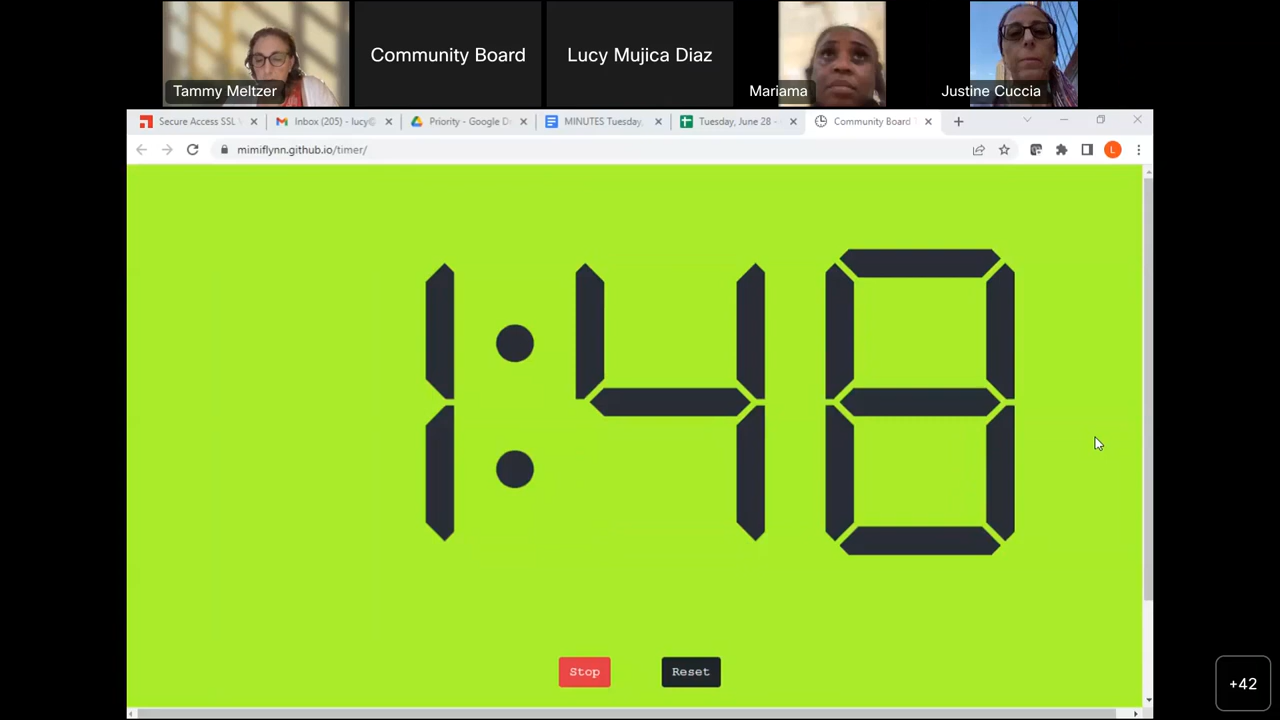 Community Board
Lucy Mujica Diaz
Tammy Meltzer
Mariama
Justine Cuccia
Secure Access SSL
Inbox (205) - lucy@
Priority - Google D
MINUTES Tuesday,
Tuesday, June 28 -
Community Board
mimiflynn.github.io/timer/
L
1:48
Stop
Reset
+42